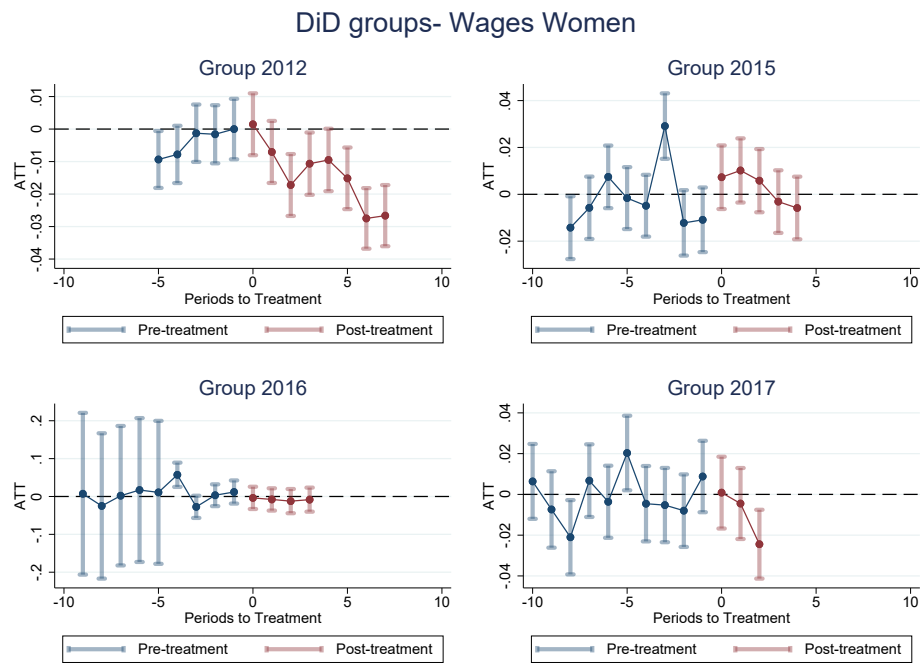 DiD groups- Wages Women
Group 2012
ATT
.01
0
-.01
-.02
-.03
-.04
-10 -5 0 5 10
Periods to Treatment
Pre-treatment Post-treatment
Group 2015
ATT
.04
.02
0
-.02
-10 -5 0 5 10
Periods to Treatment
Pre-treatment Post-treatment
Group 2016
ATT
.2
.1
0
-.1
-.2
-10 -5 0 5 10
Periods to Treatment
Pre-treatment Post-treatment
Group 2017
ATT
.04
.02
0
-.02
-.04
-10 -5 0 5 10
Periods to Treatment
Pre-treatment Post-treatment